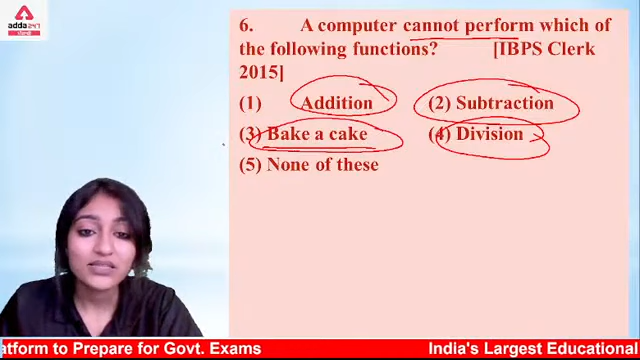 adda247
ਪੰਜਾਬੀ
6. A computer cannot perform which of
the following functions? [IBPS Clerk
2015]
(1) Addition (2) Subtraction
(3) Bake a cake (4) Division
(5) None of these
atform to Prepare for Govt. Exams India's Largest Educational